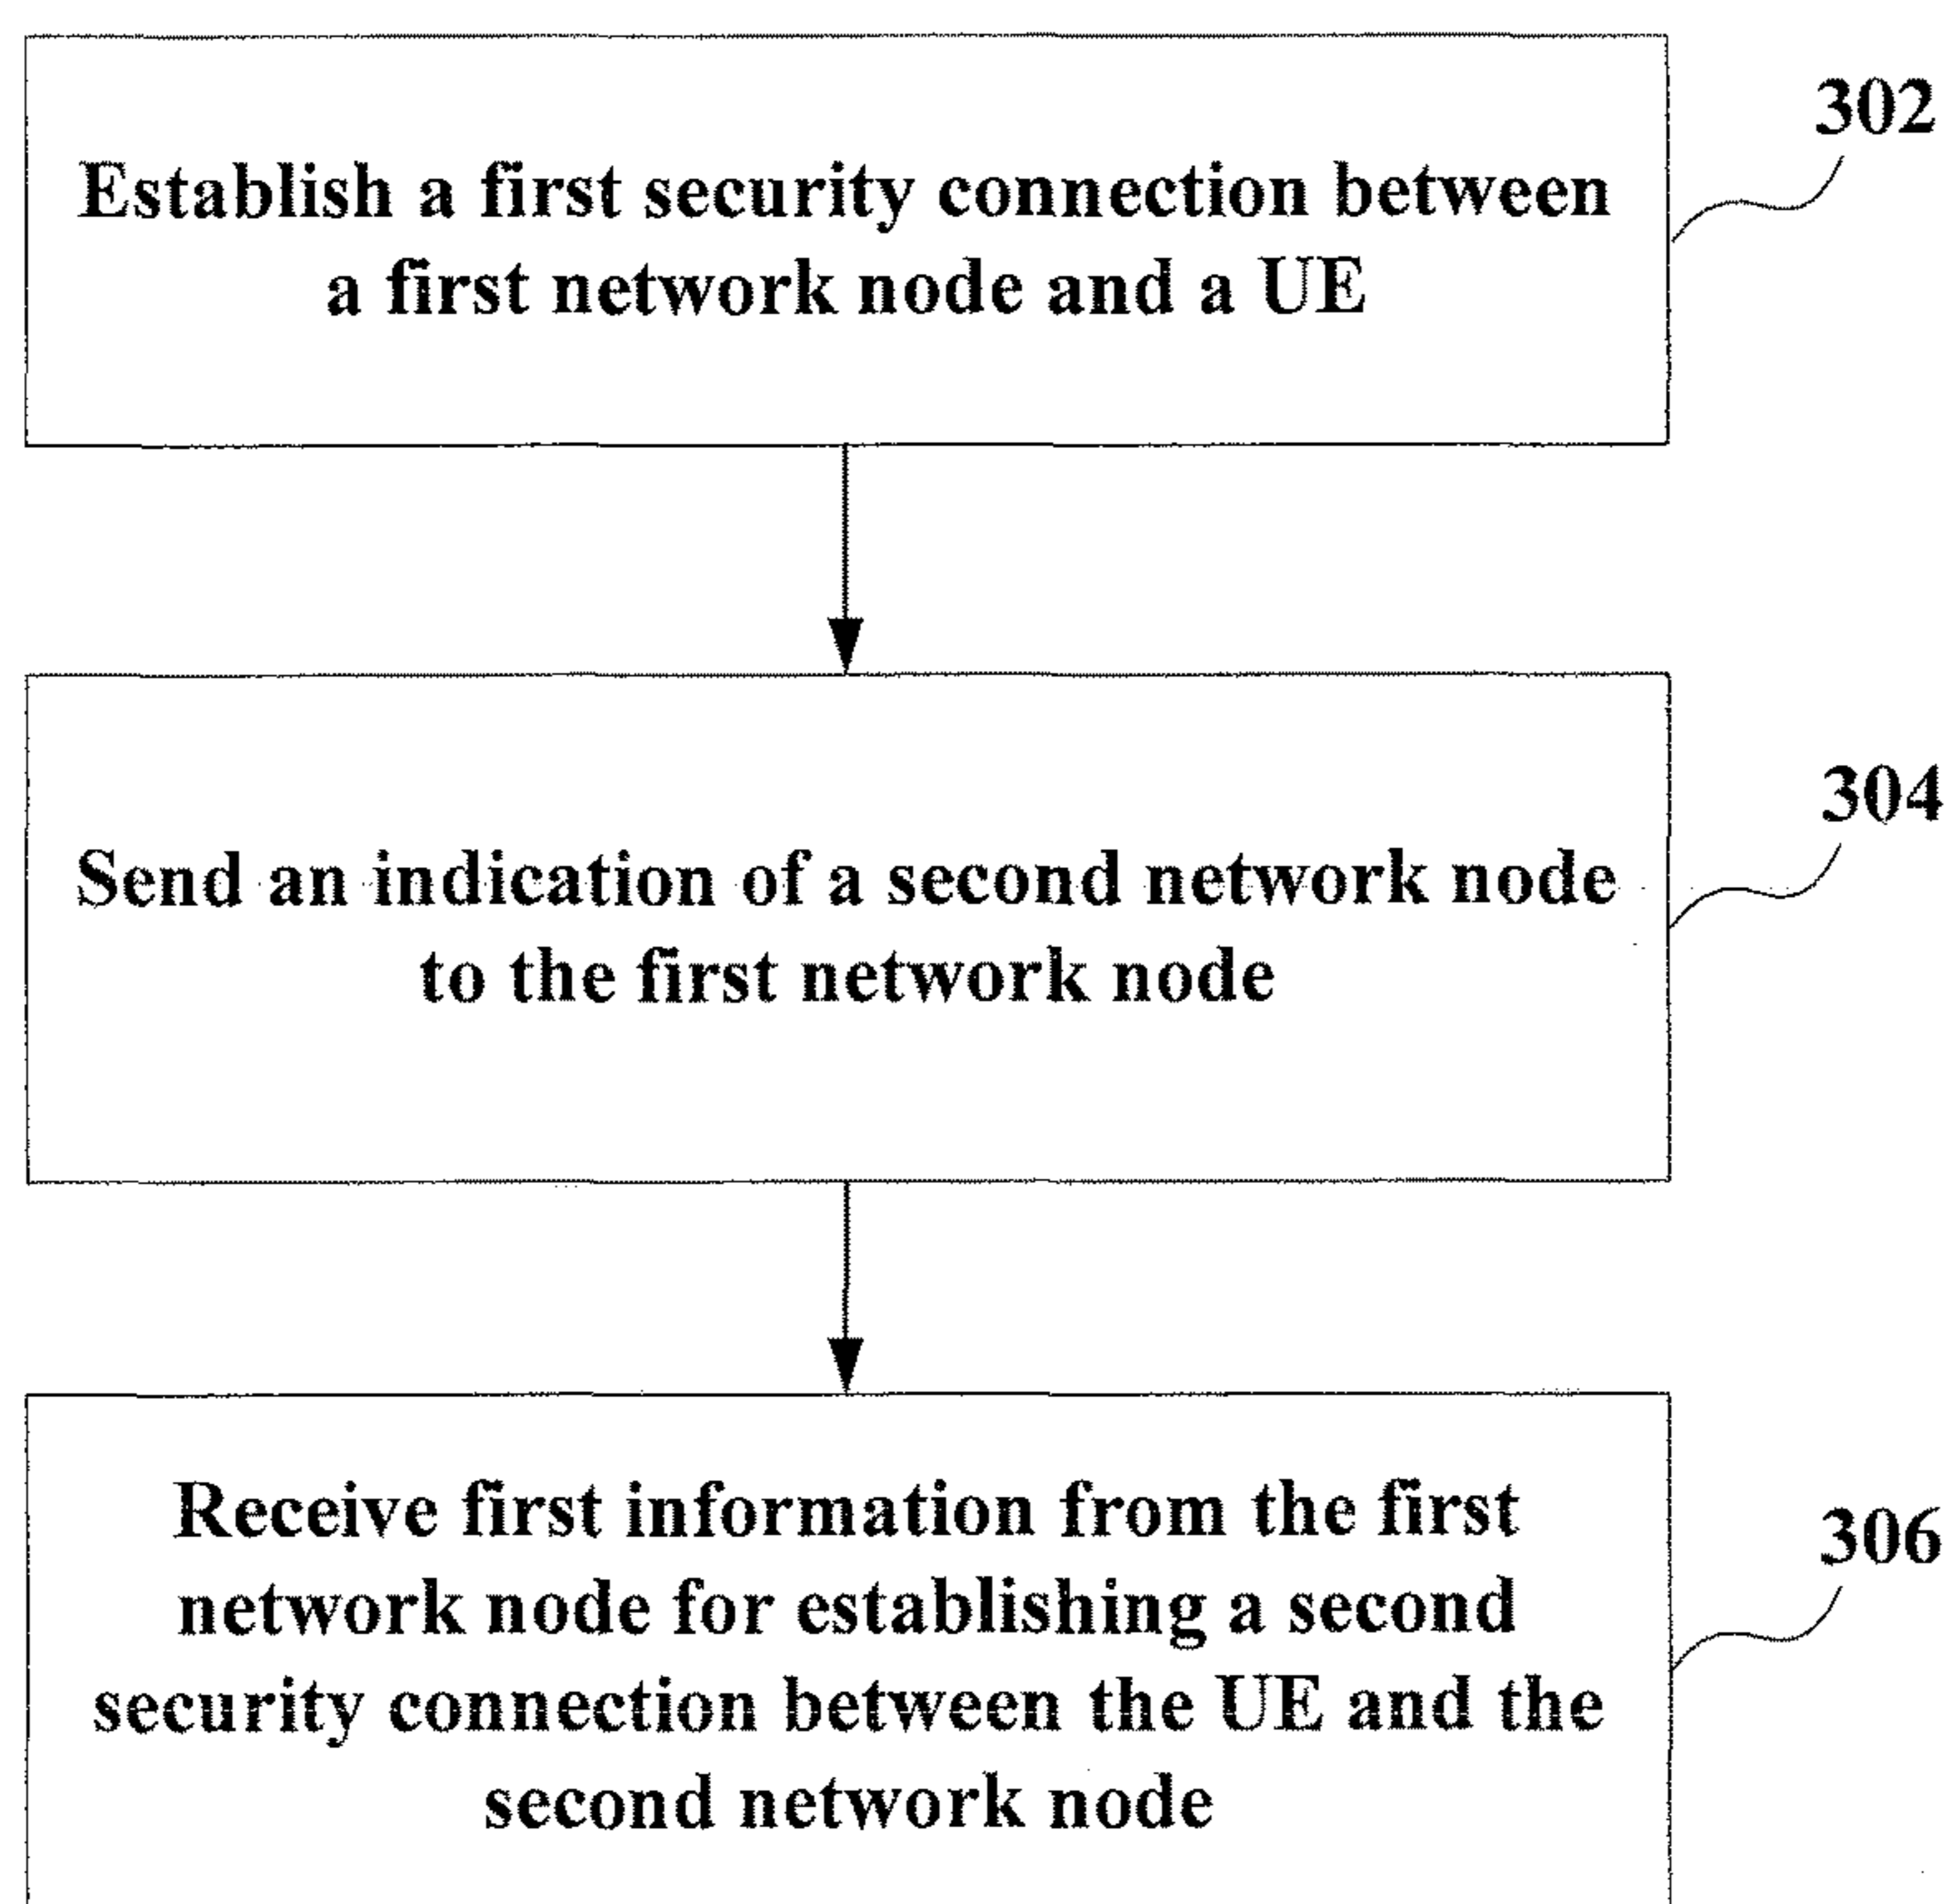 302
Establish a first security connection between
a first network node and a UE
304
Send an indication of a second network node
to the first network node
306
Receive first information from the first
network node for establishing a second
security connection between the UE and the
second network node